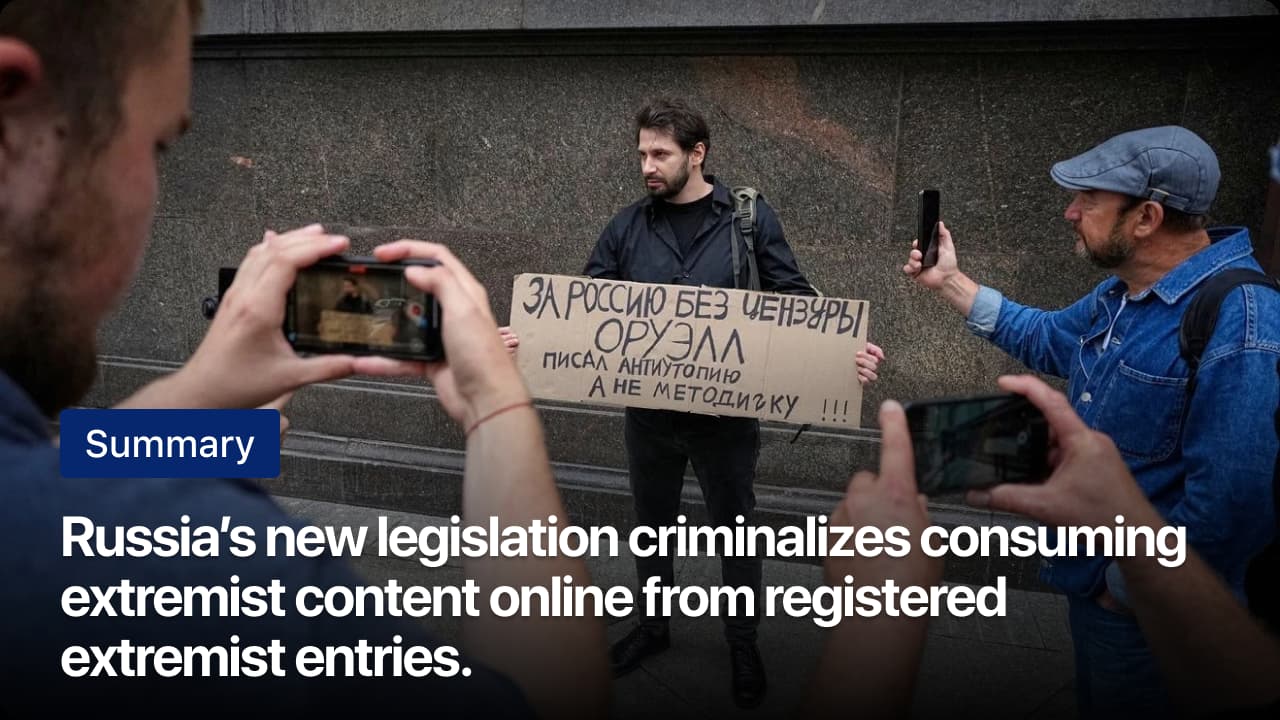 ЗА РОССИЮ БЕЗ ЦЕНЗУРЫ
ОРУЭЛЛ
ПИСАЛ АНТИУТОПИЮ
А НЕ МЕТОДИЧКУ !!!
Summary
Russia’s new legislation criminalizes consuming
extremist content online from registered
extremist entries.